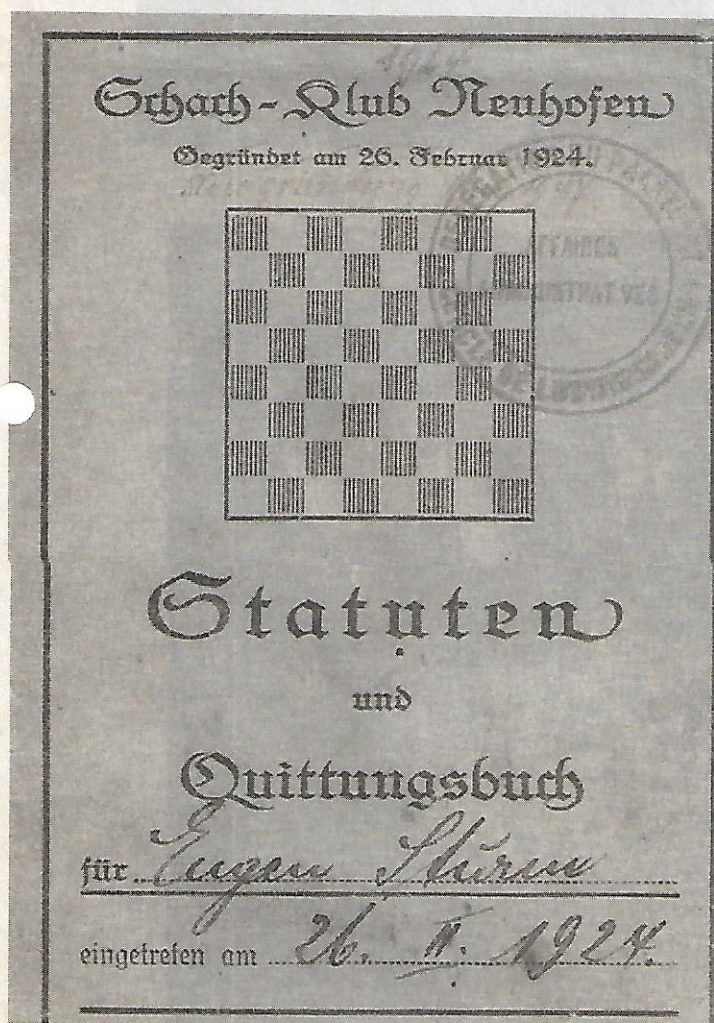 Schach-Klub Neuhofen
Gegründet am 26. Februar 1924.
AFFAIRES
Statuten
und
Quittungsbuch
für Eugen Sturm
eingetreten am 26. II. 1924.